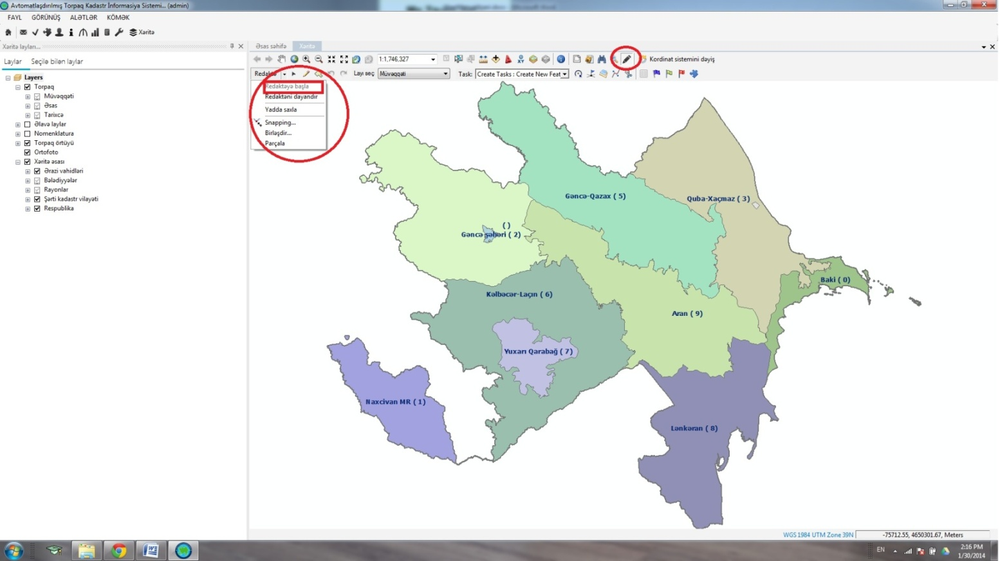 Avtomatlaşdırılmış Torpaq Kadastr İnformasiya Sistemi... (admin)
FAYL GÖRÜNÜŞ ALƏTLƏR KÖMƏK
Xəritə
Xəritə layları...
Laylar Seçilə bilən laylar
Layers
Torpaq
Müvəqqəti
Əsas
Tarixcə
Əlavə laylar
Nomenklatura
Torpaq örtüyü
Ortofoto
Xəritə əsası
Ərazi vahidləri
Bələdiyyələr
Rayonlar
Şərti kadastr vilayəti
Respublika
Əsas səhifə Xəritə
1:1,746,327 XY Kordinat sistemini dəyiş
Redaktə Layı seç Müvəqqəti Task: Create Tasks : Create New Feat
Redaktəyə başla
Redaktəni dayandır
Yadda saxla
Snapping...
Birləşdir...
Parçala
Gəncə-Qazax ( 5)
Quba-Xaçmaz ( 3)
( )
Gəncə şəhəri ( 2)
Baki ( 0)
Kəlbəcər-Laçın ( 6)
Aran ( 9)
Yuxarı Qarabağ ( 7)
Naxcivan MR ( 1)
Lənkəran ( 8)
WGS 1984 UTM Zone 39N -75712.55, 4650301.67, Meters
EN
2:16 PM
1/30/2014